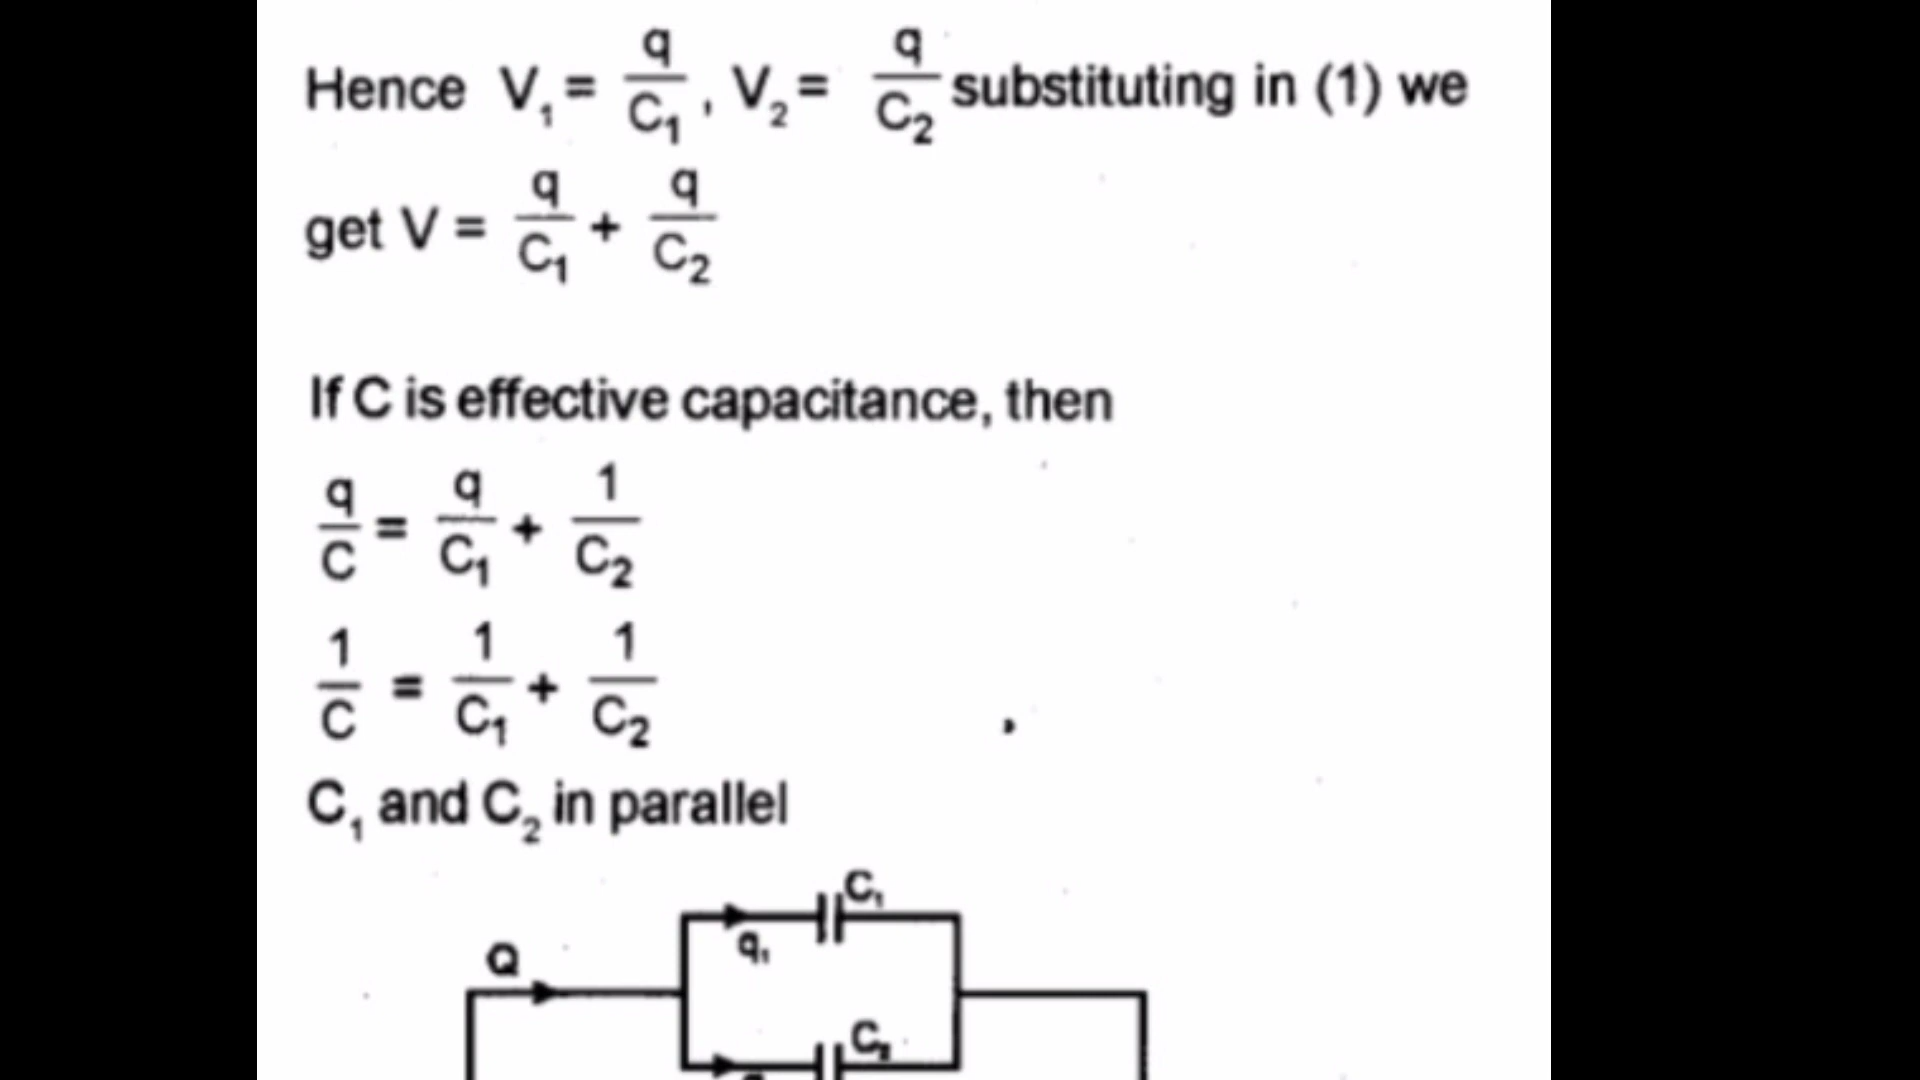 Hence V₁ = q/C₁, V₂ = q/C₂ substituting in (1) we
get V = q/C₁ + q/C₂
If C is effective capacitance, then
q/C = q/C₁ + 1/C₂
1/C = 1/C₁ + 1/C₂
C₁ and C₂ in parallel
C₁
q₁
Q
C₂